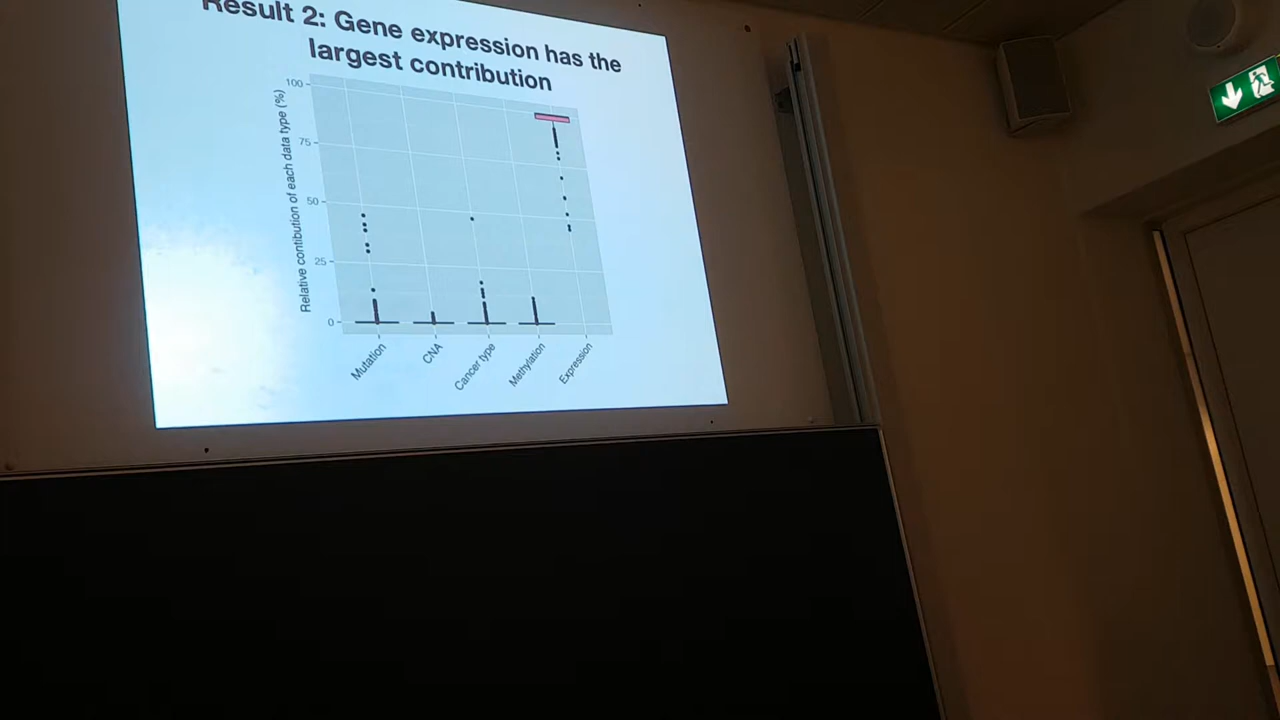 Result 2: Gene expression has the
largest contribution
Relative contibution of each data type (%)
100
75
50
25
0
Mutation
CNA
Cancer type
Methylation
Expression